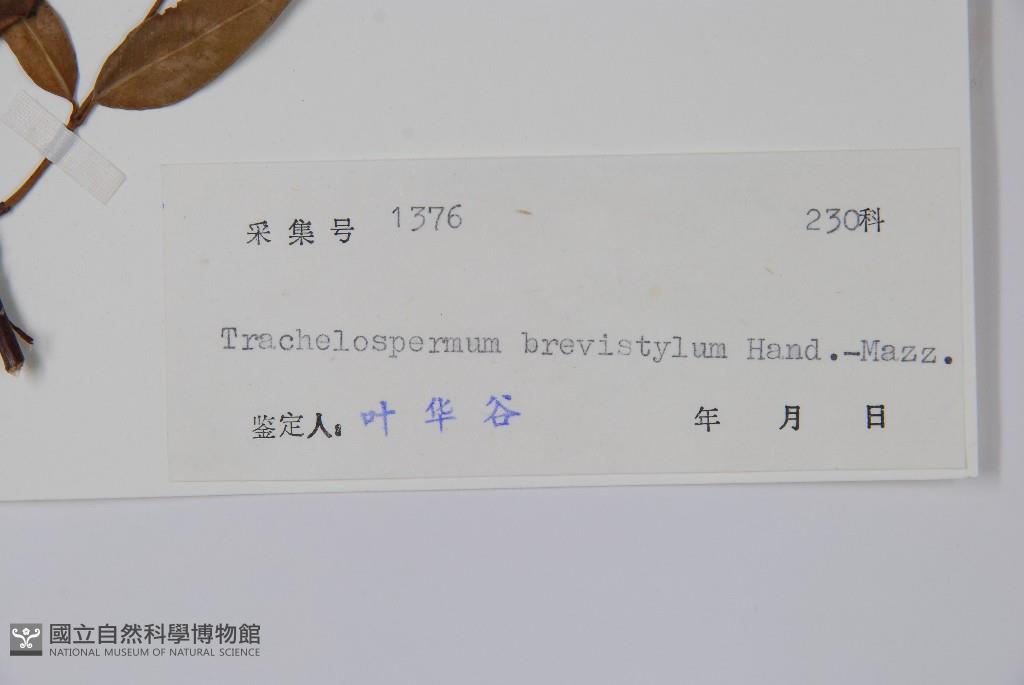 采集号 1376 230科
Trachelospermum brevistylum Hand.-Mazz.
鉴定人: 叶华谷 年 月 日
國立自然科學博物館
NATIONAL MUSEUM OF NATURAL SCIENCE